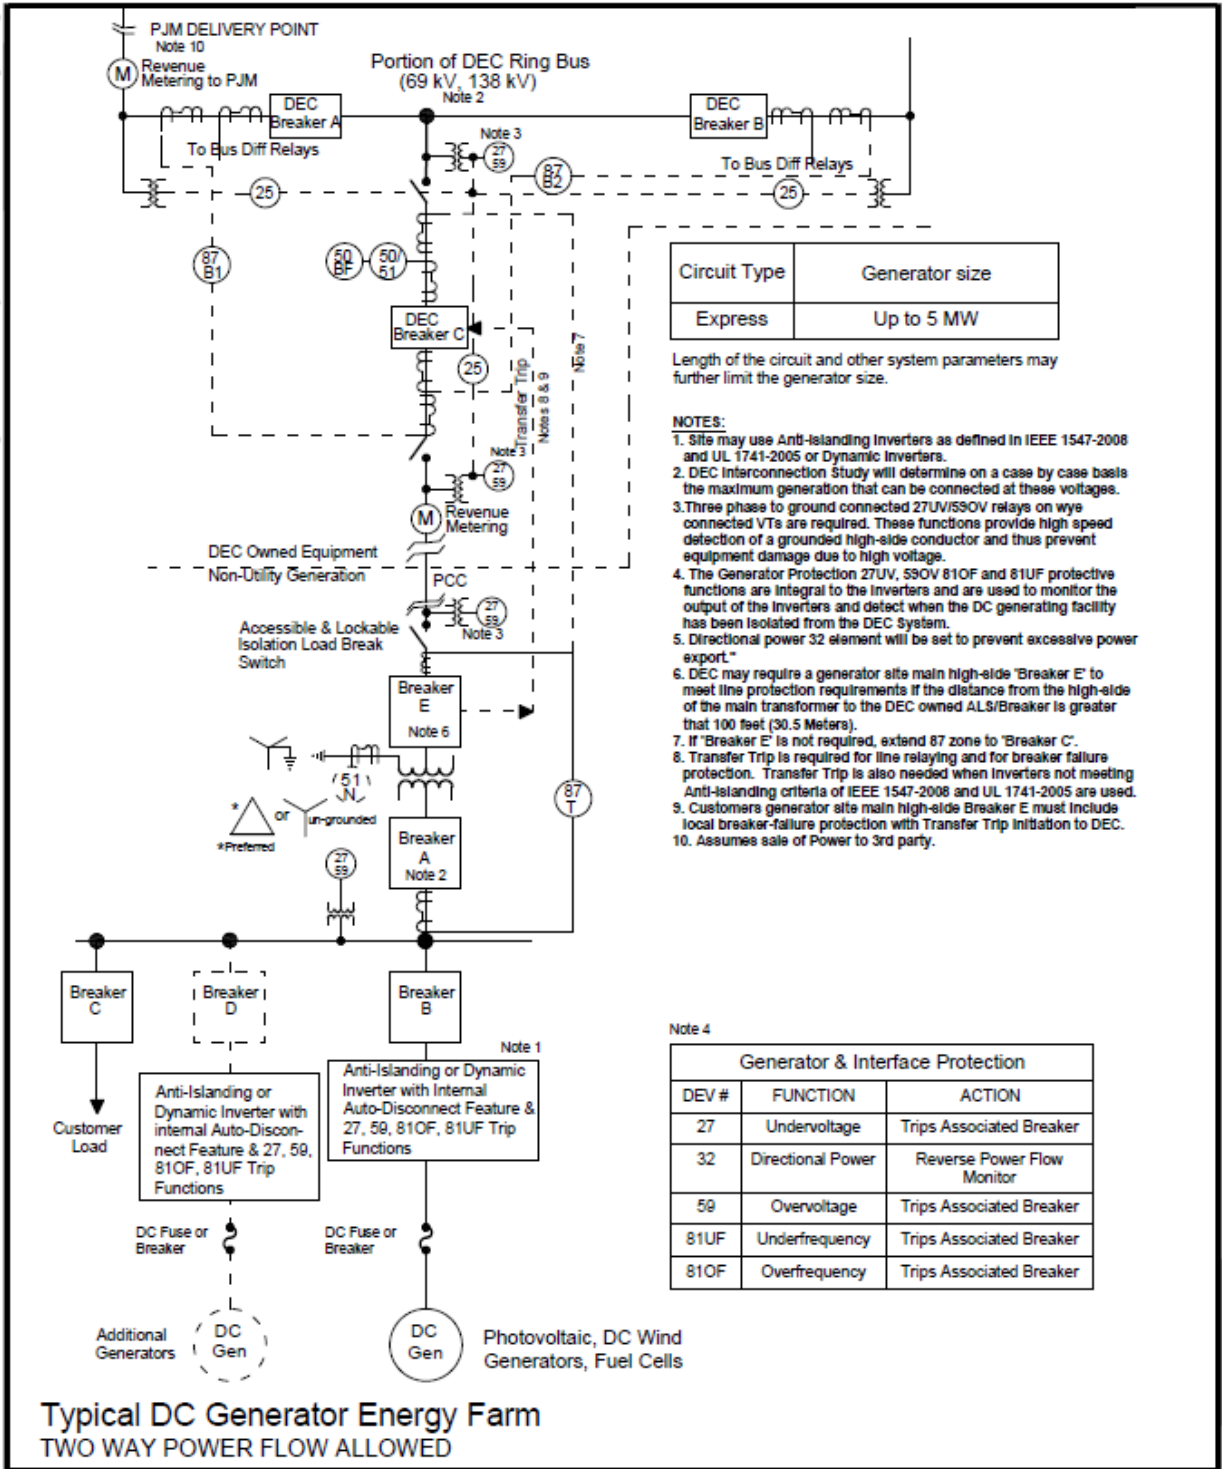 PJM DELIVERY POINT
Note 10
M
Revenue
Metering to PJM
Portion of DEC Ring Bus
(69 kV, 138 kV)
Note 2
DEC
Breaker A
DEC
Breaker B
To Bus Diff Relays
Note 3
27
59
To Bus Diff Relays
87
B2
25
25
87
B1
50
BF
50/
51
DEC
Breaker C
25
Transfer Trip
Notes 8 & 9
Note 7
Note 3
27
59
M
Revenue
Metering
DEC Owned Equipment
Non-Utility Generation
PCC
27
59
Note 3
Accessible & Lockable
Isolation Load Break
Switch
Breaker
E
Note 6
51
N
*
or
un-grounded
*Preferred
87
T
Breaker
A
Note 2
27
59
Breaker
C
Breaker
D
Breaker
B
Note 1
Customer
Load
Anti-Islanding or
Dynamic Inverter with
internal Auto-Discon-
nect Feature & 27, 59,
81OF, 81UF Trip
Functions
Anti-Islanding or Dynamic
Inverter with Internal
Auto-Disconnect Feature &
27, 59, 81OF, 81UF Trip
Functions
DC Fuse or
Breaker
DC Fuse or
Breaker
Additional
Generators
DC
Gen
DC
Gen
Photovoltaic, DC Wind
Generators, Fuel Cells
Circuit Type Generator size
Express Up to 5 MW
Length of the circuit and other system parameters may
further limit the generator size.
NOTES:
1. Site may use Anti-Islanding Inverters as defined in IEEE 1547-2008
and UL 1741-2005 or Dynamic Inverters.
2. DEC Interconnection Study will determine on a case by case basis
the maximum generation that can be connected at these voltages.
3.Three phase to ground connected 27UV/59OV relays on wye
connected VTs are required. These functions provide high speed
detection of a grounded high-side conductor and thus prevent
equipment damage due to high voltage.
4. The Generator Protection 27UV, 59OV 81OF and 81UF protective
functions are integral to the inverters and are used to monitor the
output of the inverters and detect when the DC generating facility
has been isolated from the DEC System.
5. Directional power 32 element will be set to prevent excessive power
export."
6. DEC may require a generator site main high-side "Breaker E' to
meet line protection requirements if the distance from the high-side
of the main transformer to the DEC owned ALS/Breaker is greater
that 100 feet (30.5 Meters).
7. If "Breaker E' is not required, extend 87 zone to "Breaker C'.
8. Transfer Trip is required for line relaying and for breaker failure
protection. Transfer Trip is also needed when inverters not meeting
Anti-islanding criteria of IEEE 1547-2008 and UL 1741-2005 are used.
9. Customers generator site main high-side Breaker E must include
local breaker-failure protection with Transfer Trip Initiation to DEC.
10. Assumes sale of Power to 3rd party.
Note 4
Generator & Interface Protection
DEV # FUNCTION ACTION
27 Undervoltage Trips Associated Breaker
32 Directional Power Reverse Power Flow
Monitor
59 Overvoltage Trips Associated Breaker
81UF Underfrequency Trips Associated Breaker
81OF Overfrequency Trips Associated Breaker
Typical DC Generator Energy Farm
TWO WAY POWER FLOW ALLOWED